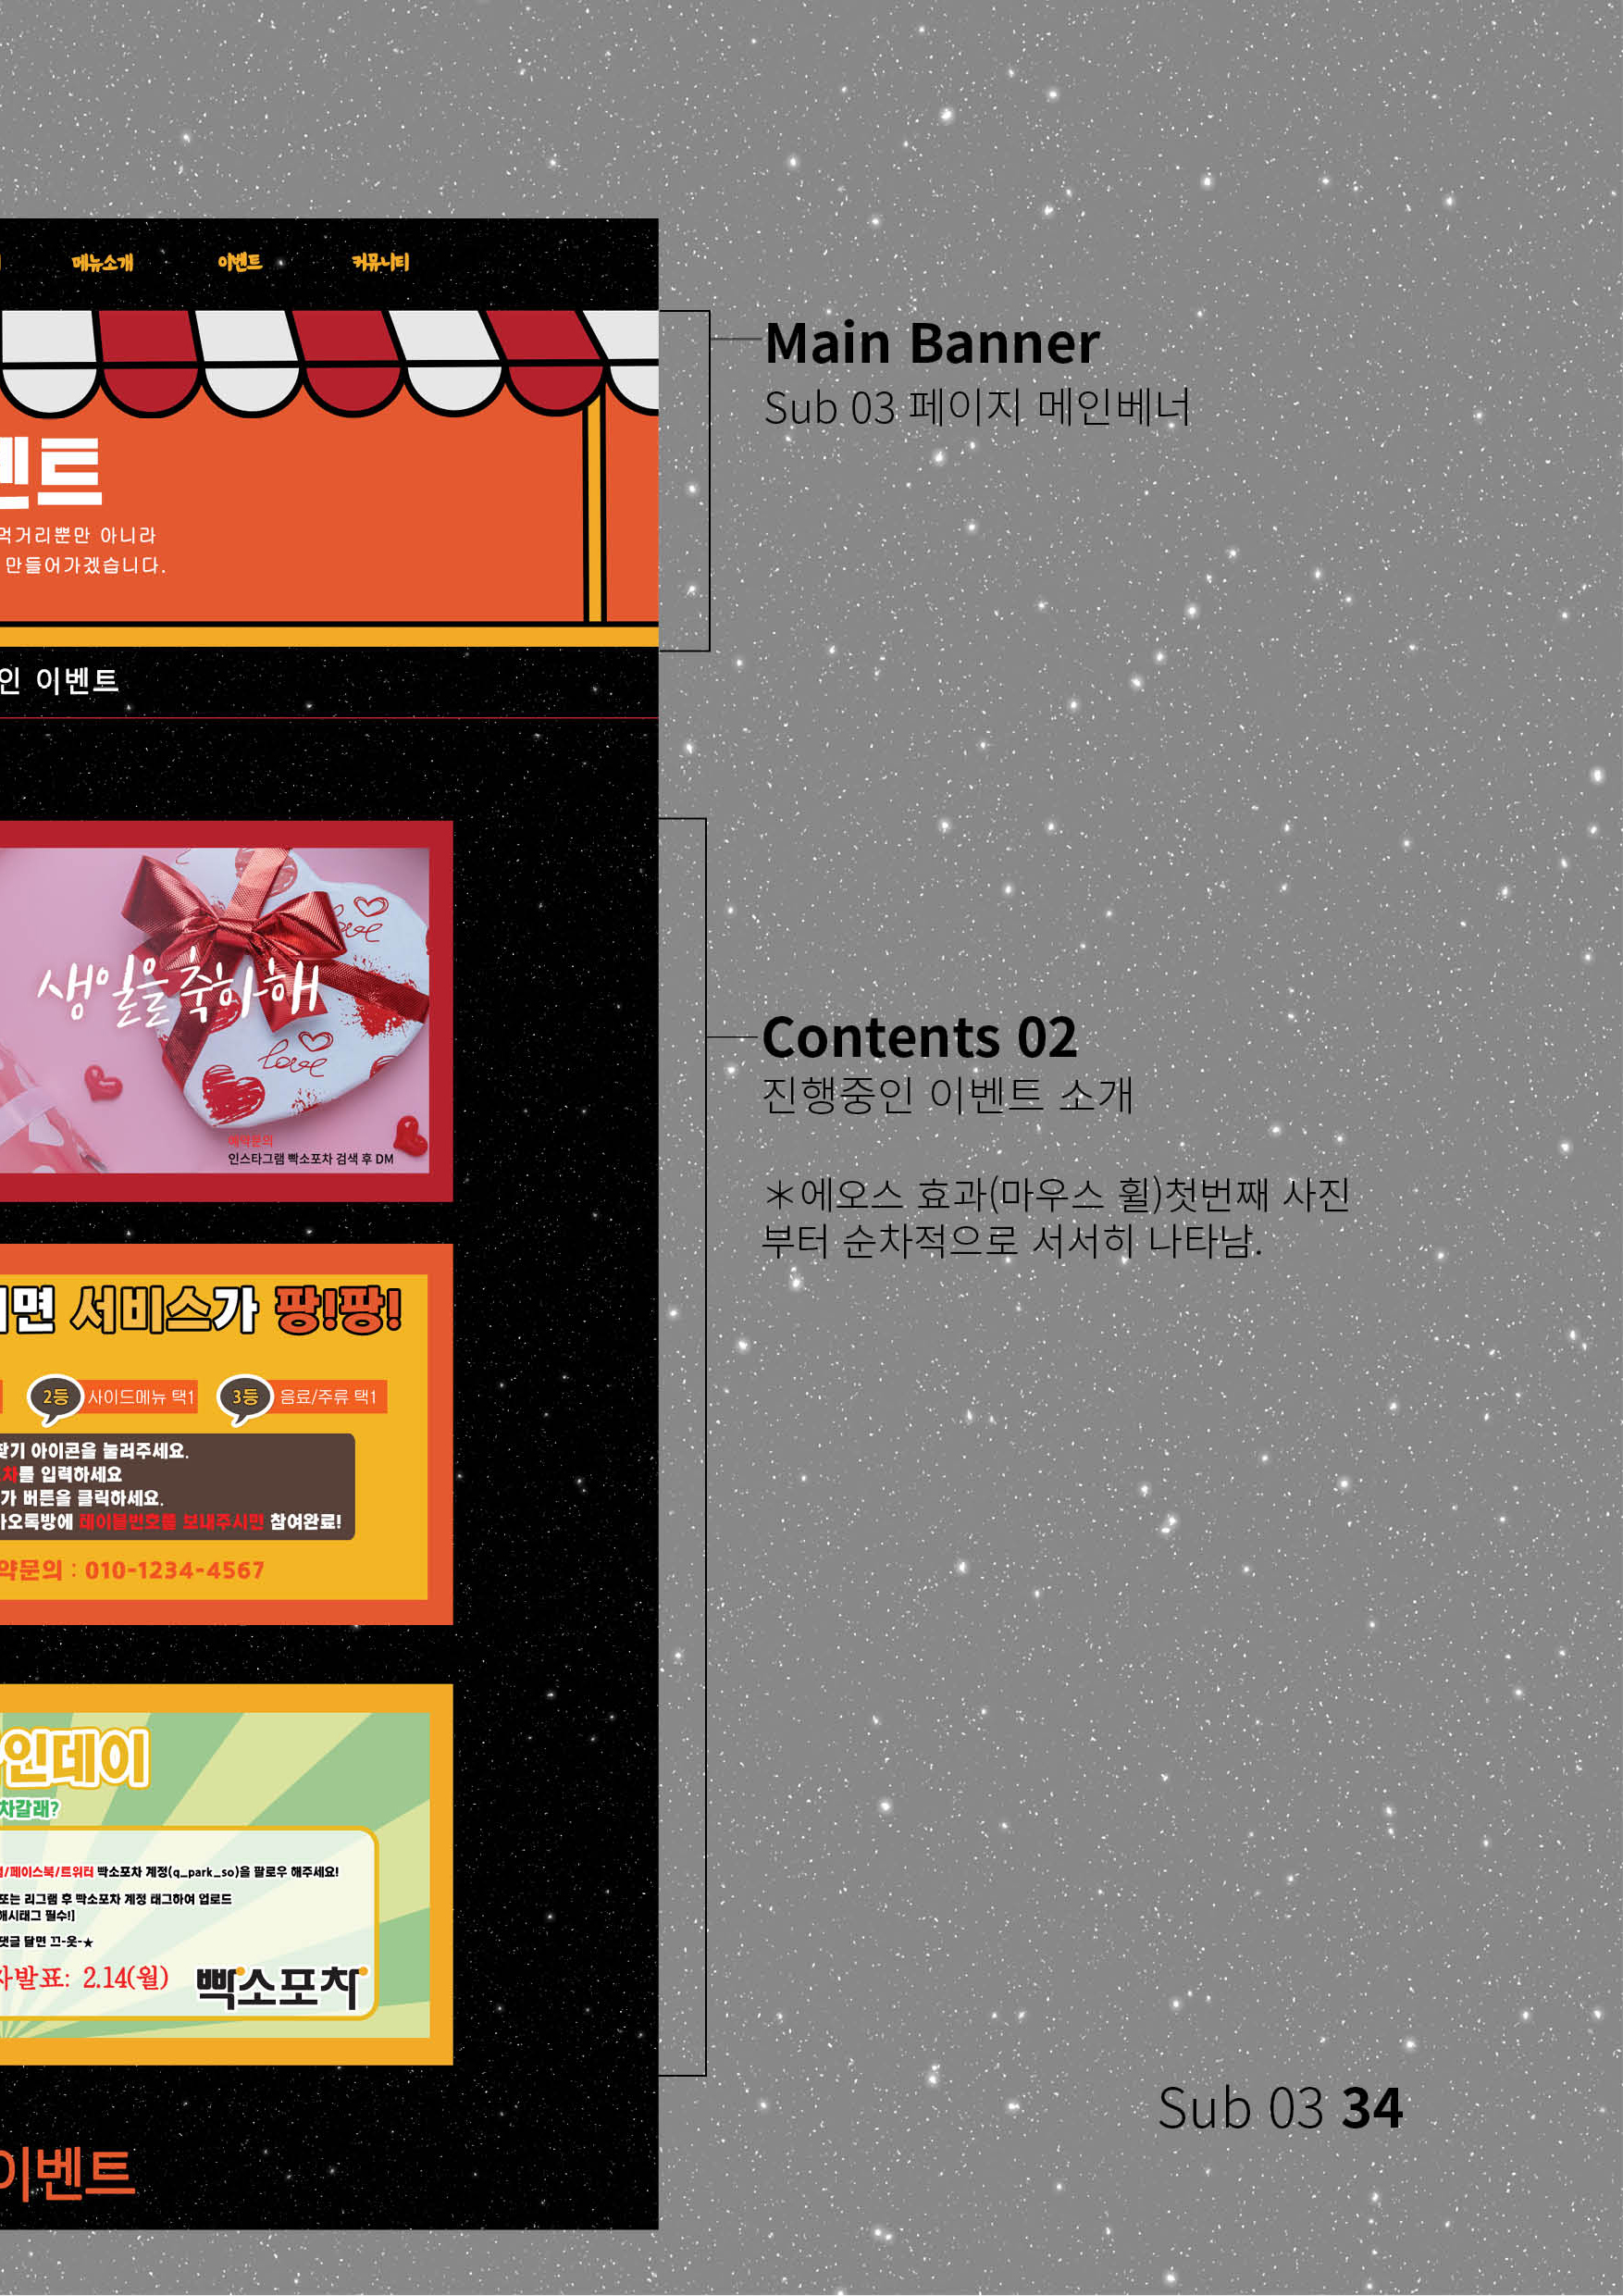 메뉴소개 이벤트 커뮤니티
Main Banner
Sub 03 페이지 메인베너
벤트
먹거리뿐만 아니라
만들어가겠습니다.
인 이벤트
love
생일을 축하해
love
예약문의
인스타그램 빡소포차 검색 후 DM
Contents 02
진행중인 이벤트 소개
*에오스 효과(마우스 휠)첫번째 사진
부터 순차적으로 서서히 나타남.
면 서비스가 팡!팡!
2등 사이드메뉴 택1 3등 음료/주류 택1
찾기 아이콘을 눌러주세요.
차를 입력하세요
가 버튼을 클릭하세요.
카오톡방에 테이블번호를 보내주시면 참여완료!
약문의 : 010-1234-4567
인데이
차갈래?
/페이스북/트위터 빡소포차 계정(q_park_so)을 팔로우 해주세요!
또는 리그램 후 빡소포차 계정 태그하여 업로드
해시태그 필수!]
댓글 달면 끄-읏-★
자발표: 2.14(월)
빡소포차
이벤트
Sub 03 34